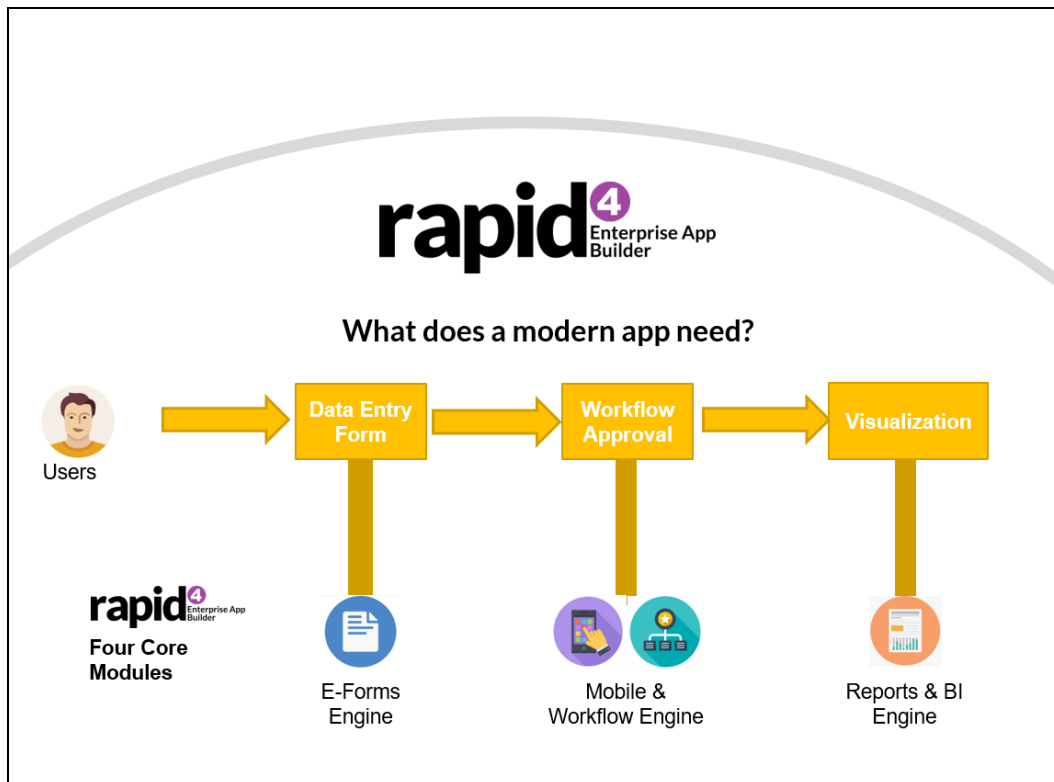 rapid4
Enterprise App
Builder
What does a modern app need?
Users
Data Entry
Form
Workflow
Approval
Visualization
rapid4
Enterprise App
Builder
Four Core
Modules
E-Forms
Engine
Mobile &
Workflow Engine
Reports & BI
Engine